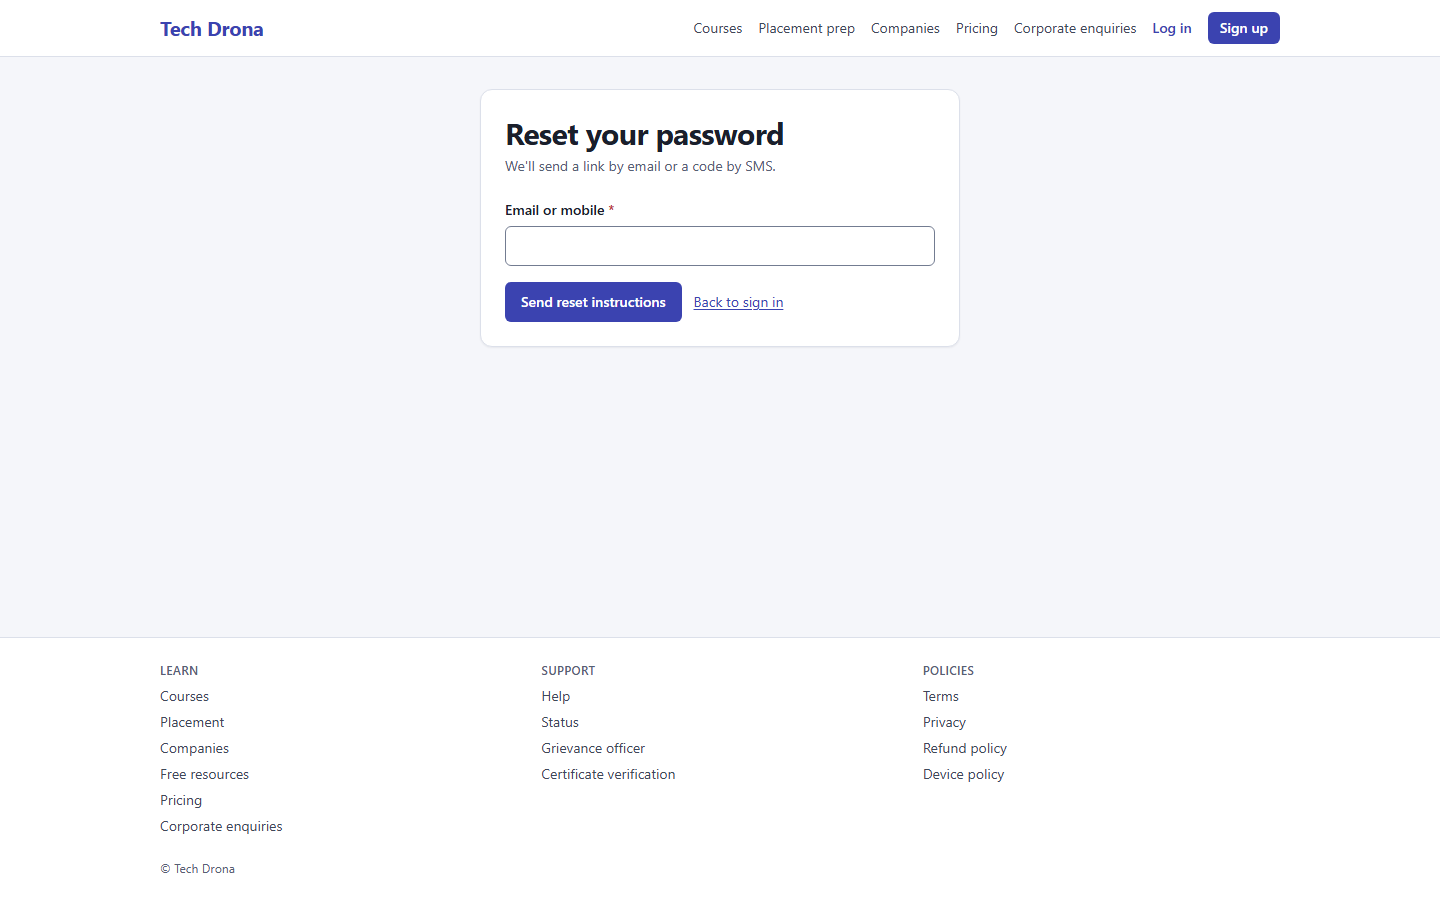 Tech Drona
Courses Placement prep Companies Pricing Corporate enquiries Log in Sign up
Reset your password
We'll send a link by email or a code by SMS.
Email or mobile *
Send reset instructions Back to sign in
LEARN
Courses
Placement
Companies
Free resources
Pricing
Corporate enquiries
SUPPORT
Help
Status
Grievance officer
Certificate verification
POLICIES
Terms
Privacy
Refund policy
Device policy
© Tech Drona